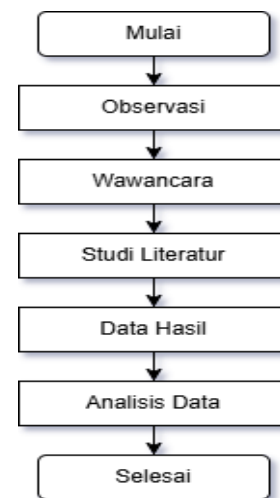 Mulai
Observasi
Wawancara
Studi Literatur
Data Hasil
Analisis Data
Selesai